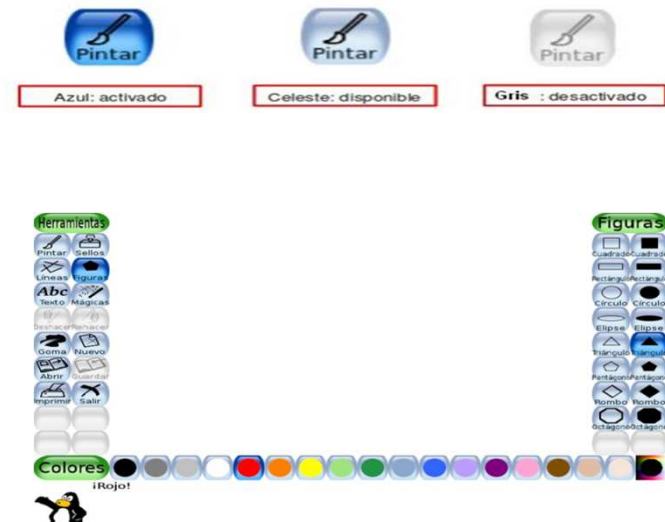 Pintar Pintar Pintar
Azul: activado Celeste: disponible Gris : desactivado
Herramientas Figuras
Pintar Sellos Cuadrado Cuadrado
Líneas Figuras Rectángulo Rectángulo
Abc
Texto Mágicas Círculo Círculo
Deshacer Rehacer Elipse Elipse
Goma Nuevo Triángulo Triángulo
Abrir Guardar Pentágono Pentágono
Imprimir Salir Rombo Rombo
Octágono Octágono
Colores
¡Rojo!